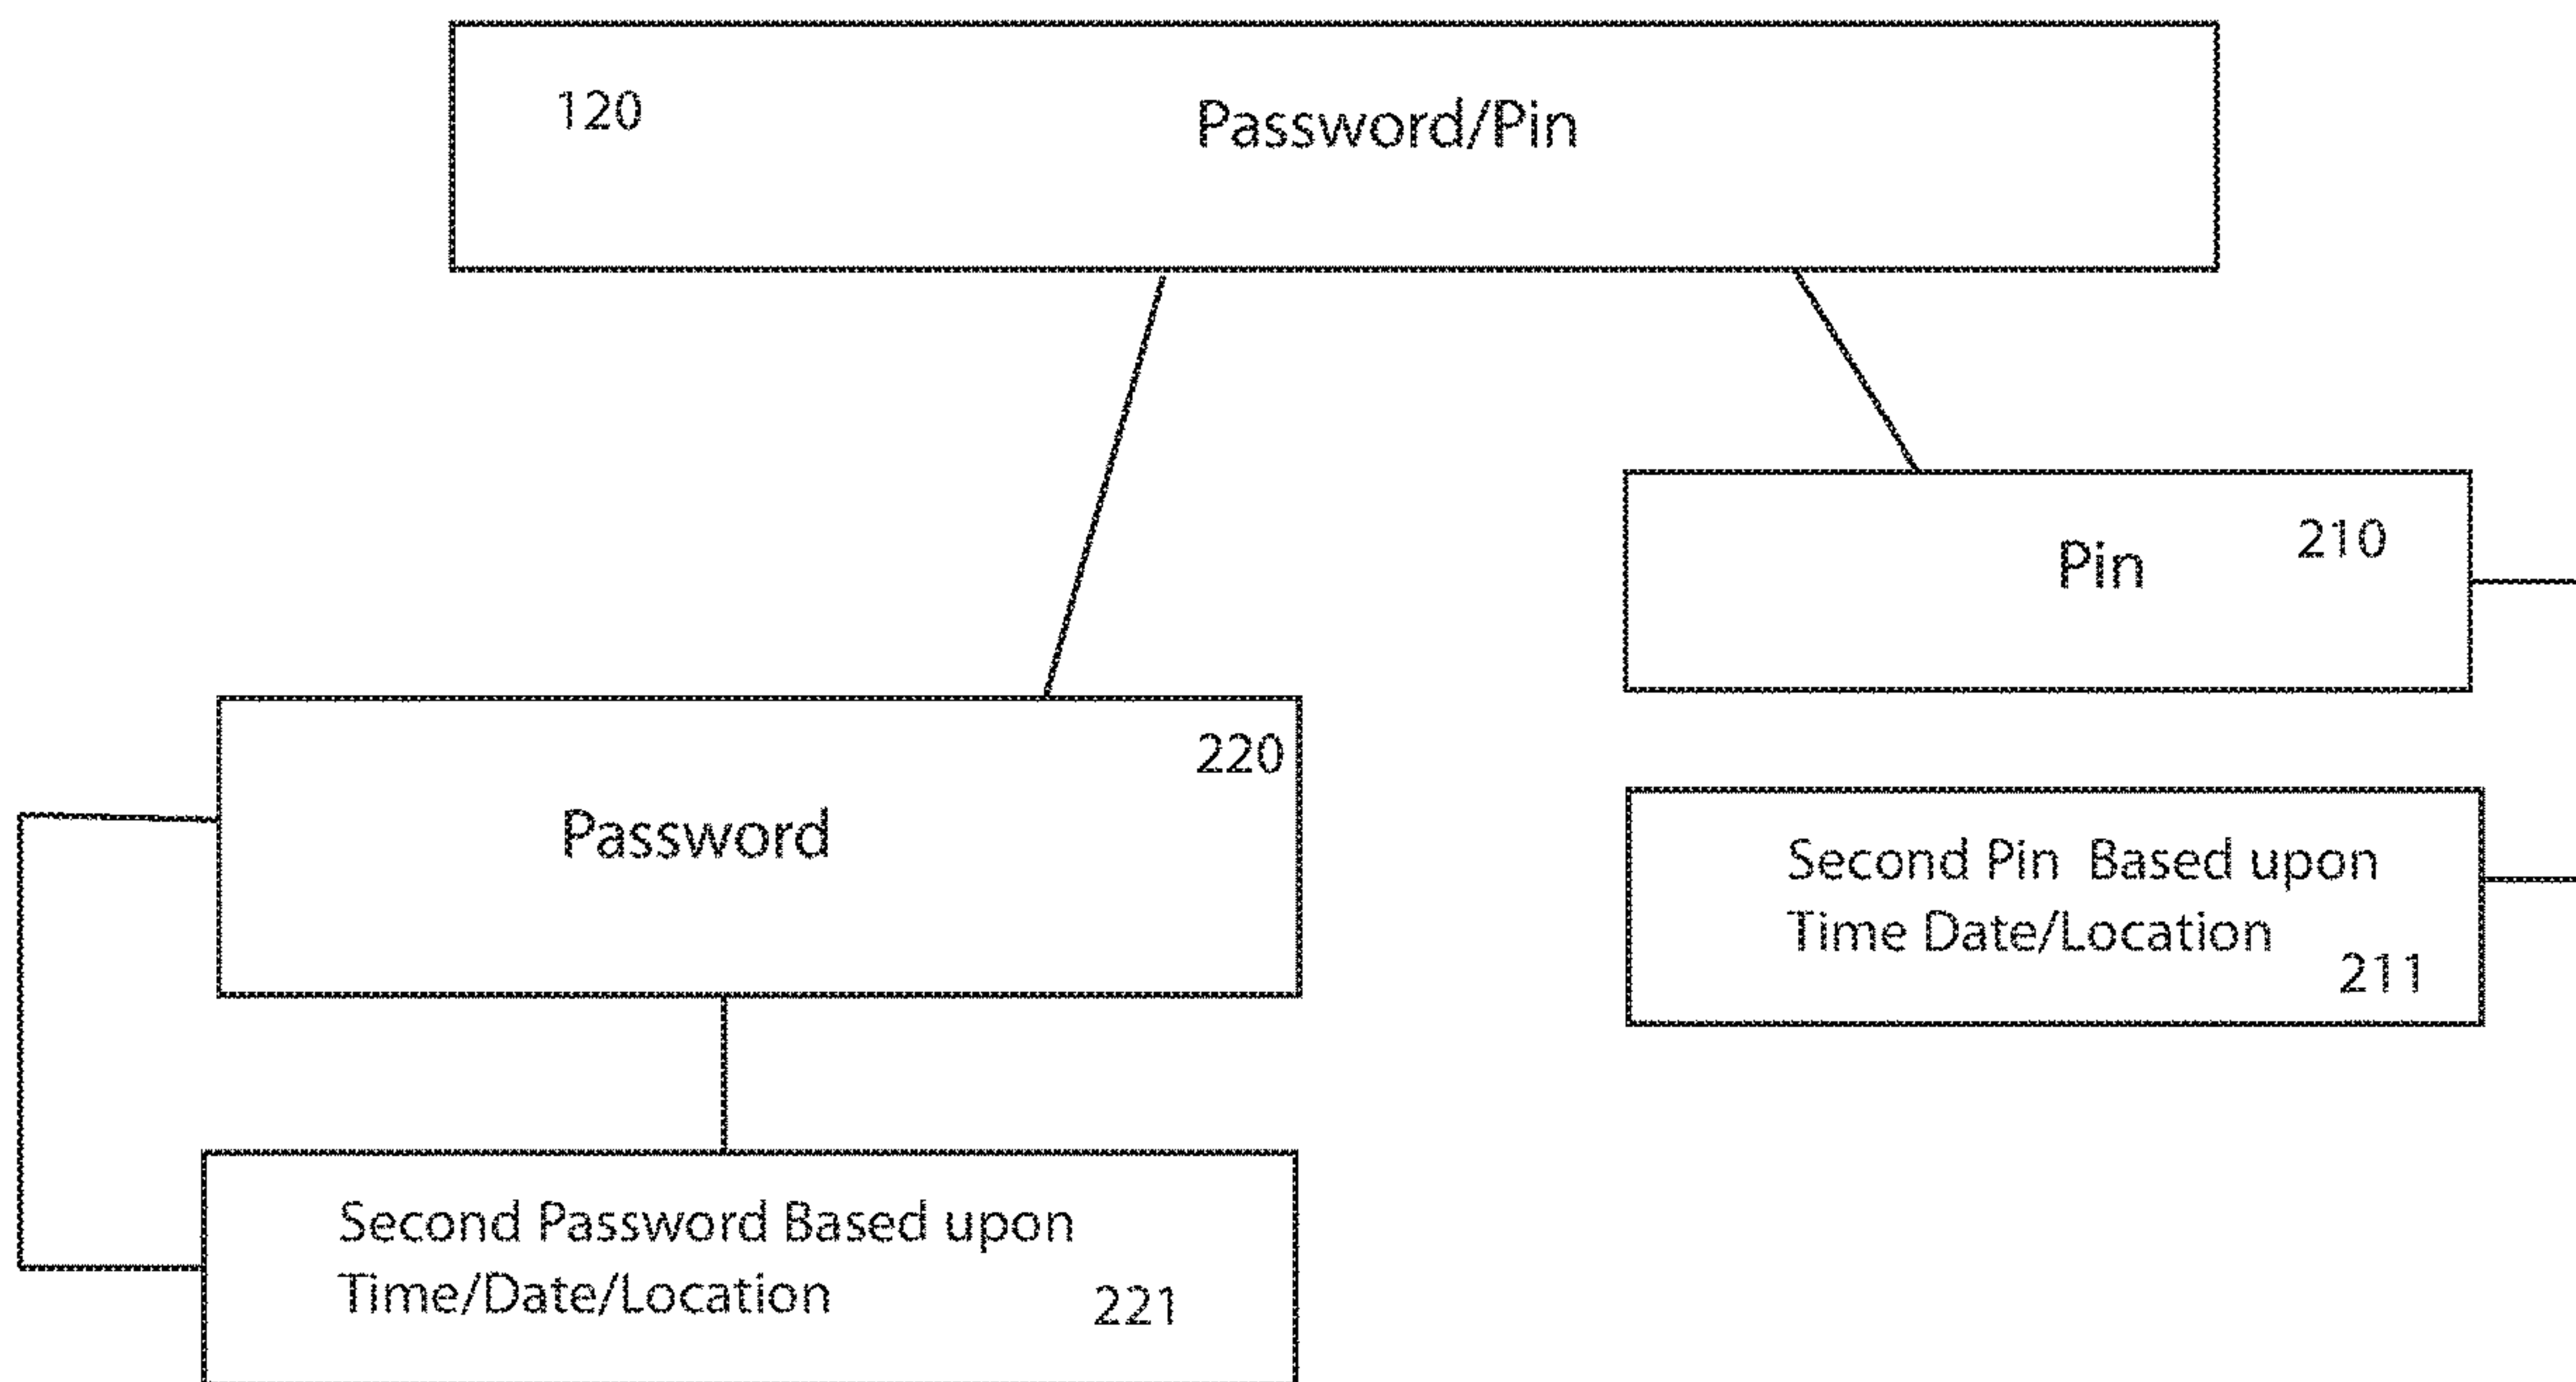 120
Password/Pin
210
Pin
220
Password
Second Pin Based upon
Time Date/Location
211
Second Password Based upon
Time/Date/Location
221